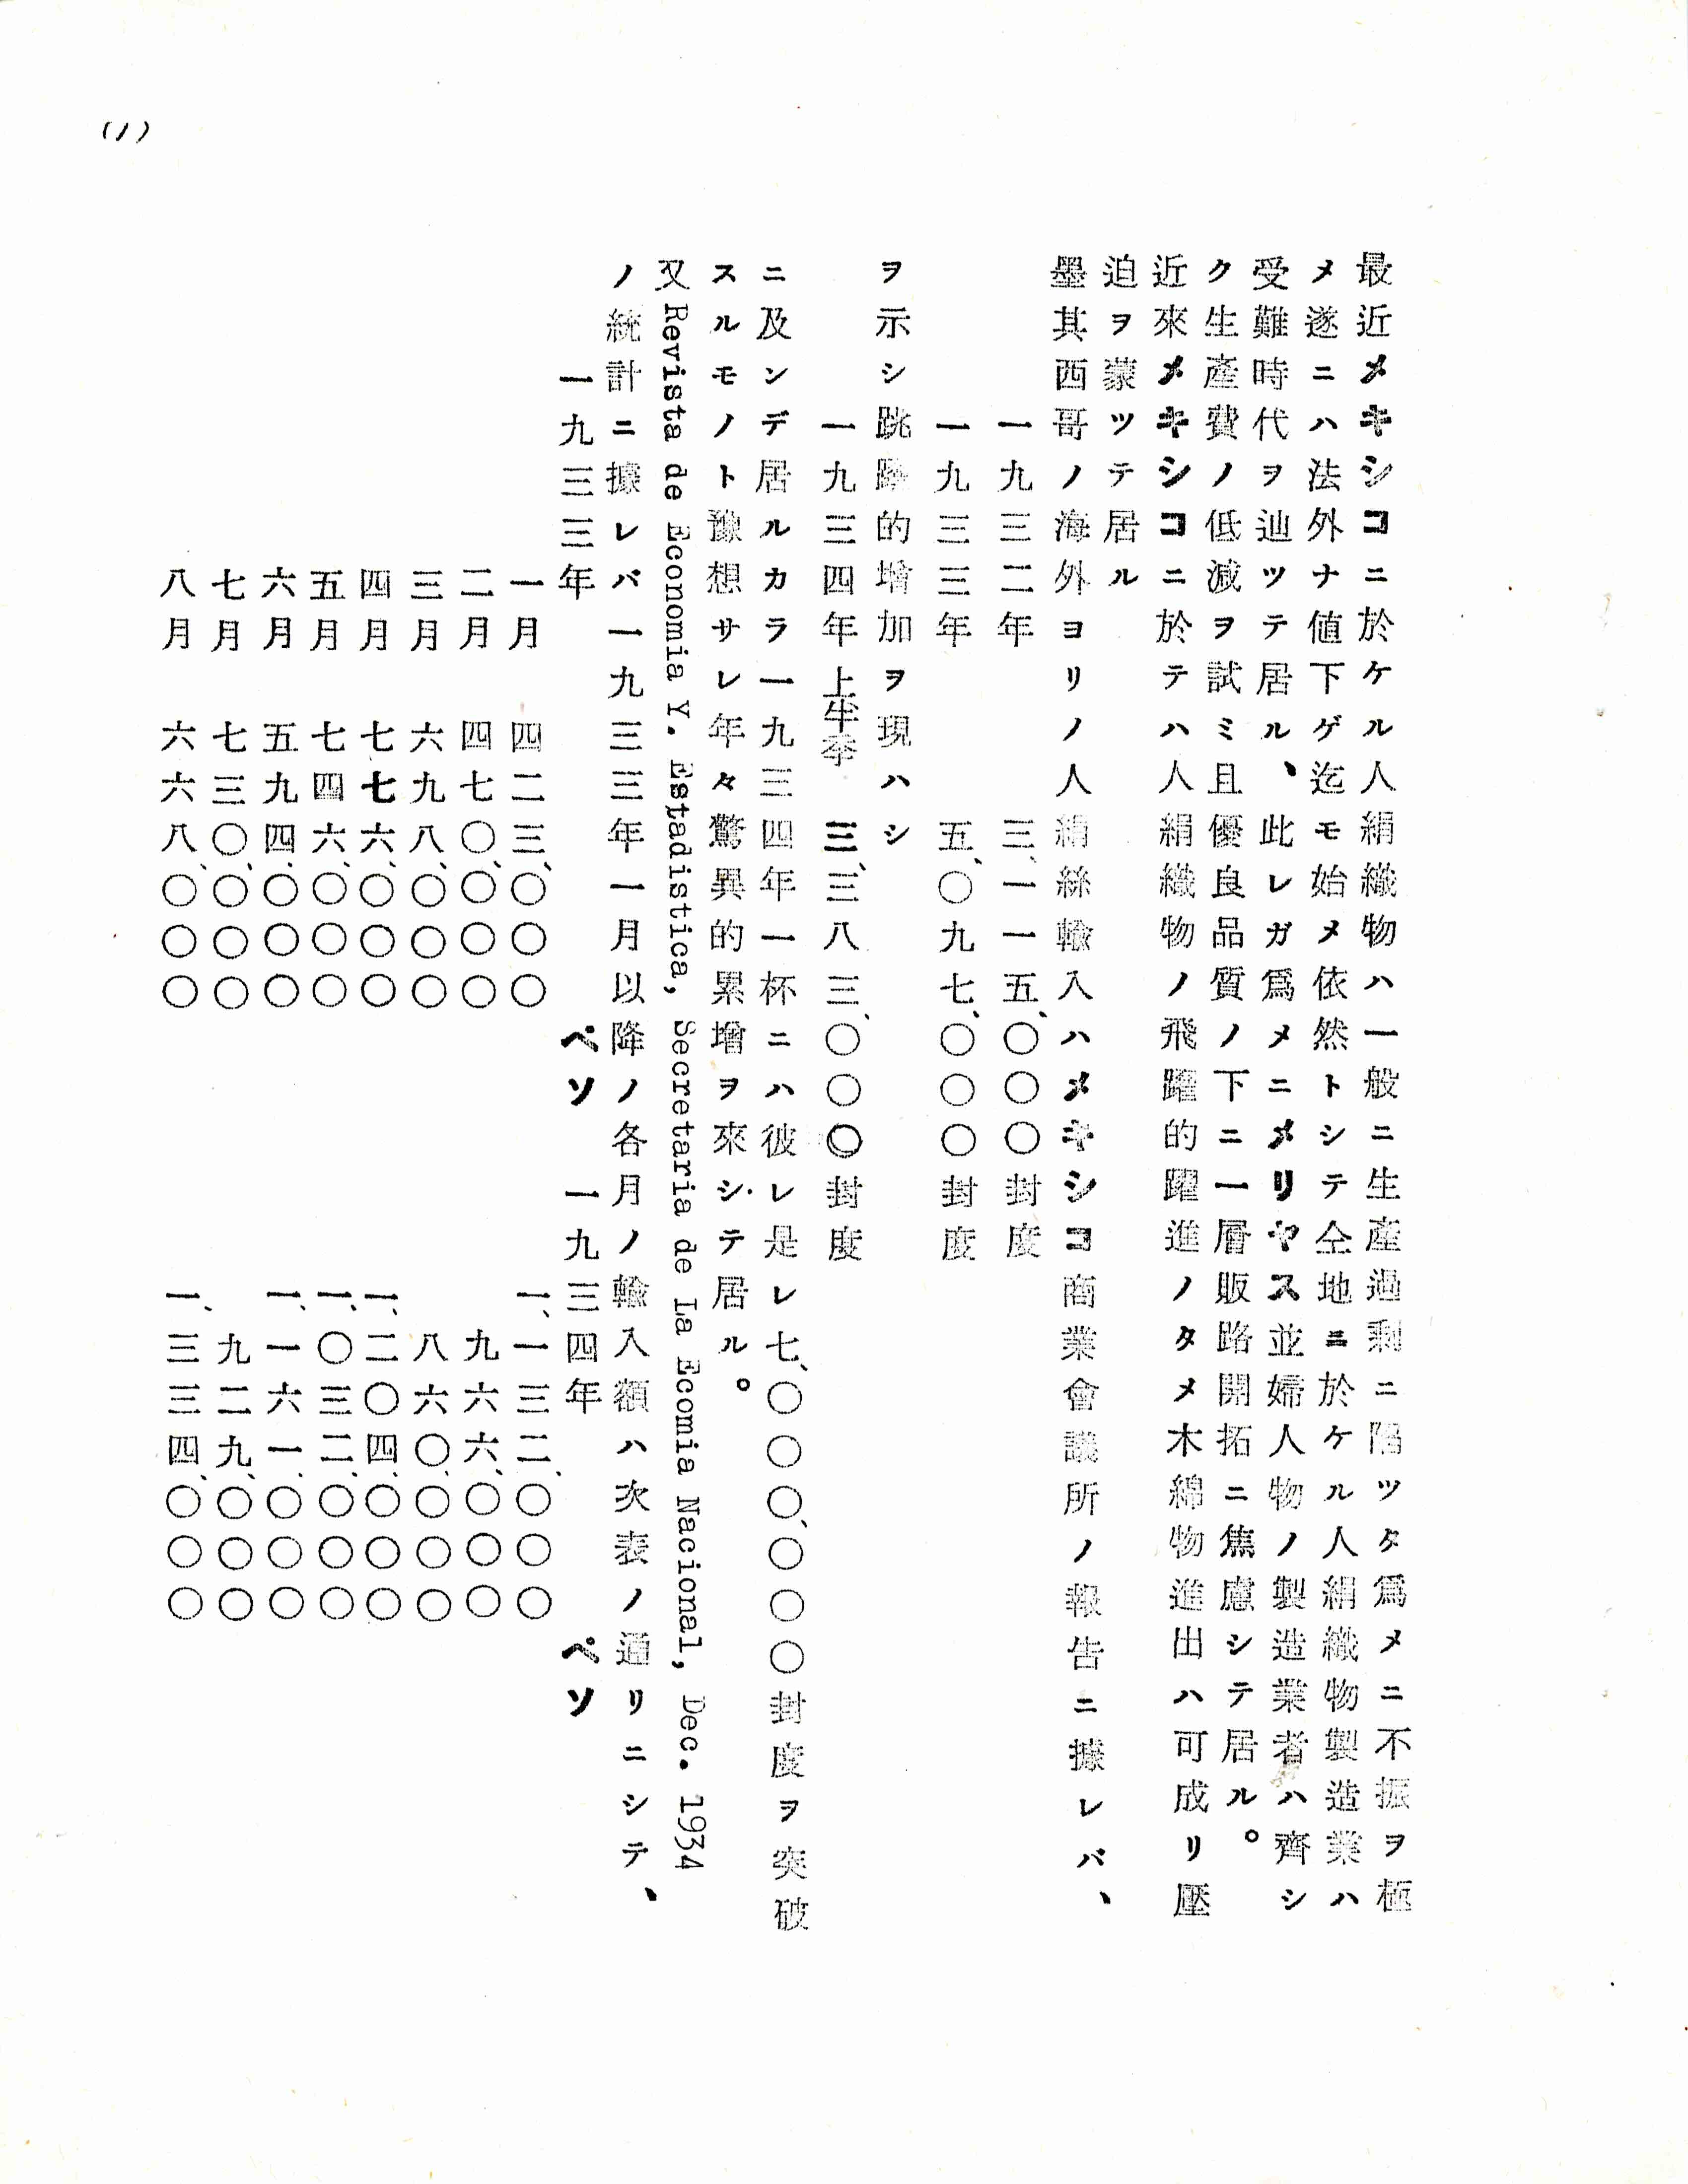 (1)
最近メキシコニ於ケル人絹織物ハ一般ニ生産過剩ニ陷ツタ爲メニ不振ヲ極
メ遂ニハ法外ナ値下ゲ迄モ始メ依然トシテ仝地ニ於ケル人絹織物製造業ハ
受難時代ヲ辿ツテ居ル、此レガ爲メニメリヤス並婦人物ノ製造業者ハ齊シ
ク生產費ノ低減ヲ試ミ且優良品質ノ下ニ一層販路開拓ニ焦慮シテ居ル。
近來メキシコニ於テハ人絹織物ノ飛躍的躍進ノタメ木綿物進出ハ可成リ壓
迫ヲ蒙ツテ居ル
墨其西哥ノ海外ヨリノ人絹絲輸入ハメキシコ商業會議所ノ報告ニ據レバ、
一九三二年 三、一一五、〇〇〇封度
一九三三年 五、〇九七、〇〇〇封度
ヲ示シ跳躍的增加ヲ現ハシ
一九三四年上半季 三、三八三、〇〇〇封度
ニ及ンデ居ルカラ一九三四年一杯ニハ彼レ是レ七、〇〇〇、〇〇〇封度ヲ突破
スルモノト豫想サレ年々驚異的累增ヲ來シテ居ル。
又Revista de Economia Y. Estadistica, Secretaria de La Ecomia Nacional, Dec. 1934
ノ統計ニ據レバ一九三三年一月以降ノ各月ノ輸入額ハ次表ノ通リニシテ、
一九三三年 ペソ 一九三四年 ペソ
一月 四二三、〇〇〇 一、一三二、〇〇〇
二月 四七〇、〇〇〇 九六六、〇〇〇
三月 六九八、〇〇〇 八六〇、〇〇〇
四月 七七六、〇〇〇 一、二〇四、〇〇〇
五月 七四六、〇〇〇 一、〇三二、〇〇〇
六月 五九四、〇〇〇 一、一六一、〇〇〇
七月 七三〇、〇〇〇 九二九、〇〇〇
八月 六六八、〇〇〇 一、三三四、〇〇〇